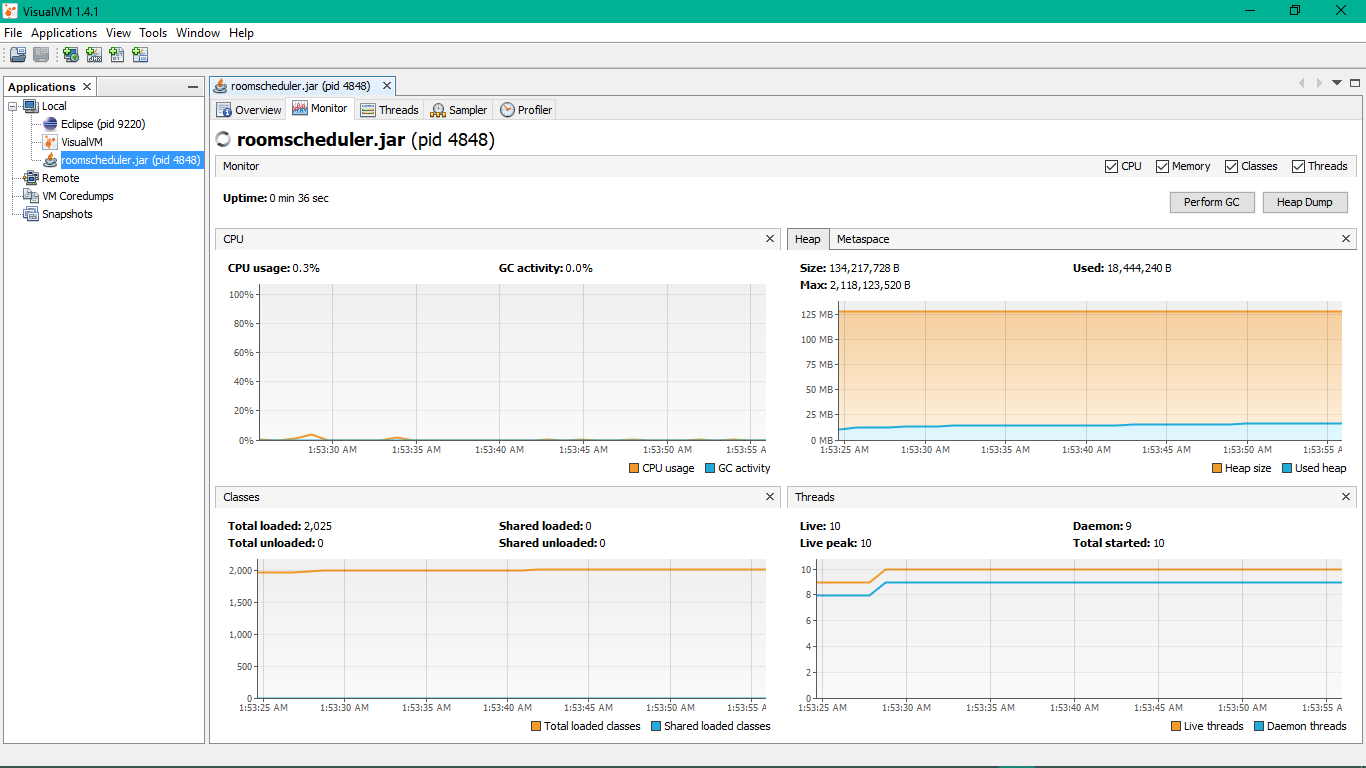 VisualVM 1.4.1
File Applications View Tools Window Help
Applications
Local
Eclipse (pid 9220)
VisualVM
roomscheduler.jar (pid 4848)
Remote
VM Coredumps
Snapshots
roomscheduler.jar (pid 4848)
Overview Monitor Threads Sampler Profiler
roomscheduler.jar (pid 4848)
Monitor CPU Memory Classes Threads
Uptime: 0 min 36 sec
Perform GC Heap Dump
CPU
CPU usage: 0.3% GC activity: 0.0%
100%
80%
60%
40%
20%
0%
1:53:30 AM 1:53:35 AM 1:53:40 AM 1:53:45 AM 1:53:50 AM 1:53:55 A
CPU usage GC activity
Heap Metaspace
Size: 134,217,728 B Used: 18,444,240 B
Max: 2,118,123,520 B
125 MB
100 MB
75 MB
50 MB
25 MB
0 MB
1:53:25 AM 1:53:30 AM 1:53:35 AM 1:53:40 AM 1:53:45 AM 1:53:50 AM 1:53:55 A
Heap size Used heap
Classes
Total loaded: 2,025 Shared loaded: 0
Total unloaded: 0 Shared unloaded: 0
2,000
1,500
1,000
500
0
1:53:25 AM 1:53:30 AM 1:53:35 AM 1:53:40 AM 1:53:45 AM 1:53:50 AM 1:53:55 A
Total loaded classes Shared loaded classes
Threads
Live: 10 Daemon: 9
Live peak: 10 Total started: 10
10
8
6
4
2
0
1:53:25 AM 1:53:30 AM 1:53:35 AM 1:53:40 AM 1:53:45 AM 1:53:50 AM 1:53:55 A
Live threads Daemon threads